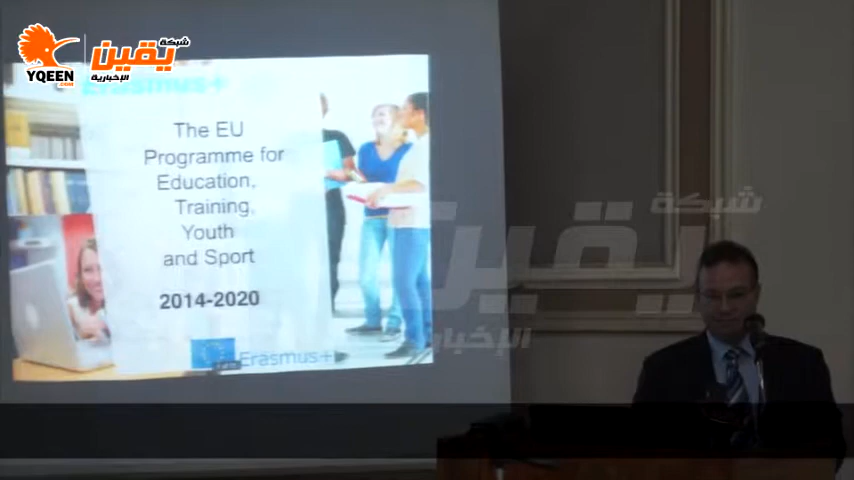 شبكة
يقين
الإخبارية
YQEEN
.com
Erasmus+
The EU
Programme for
Education,
Training,
Youth
and Sport
2014-2020
Erasmus+
شبكة
يقين
الإخبارية